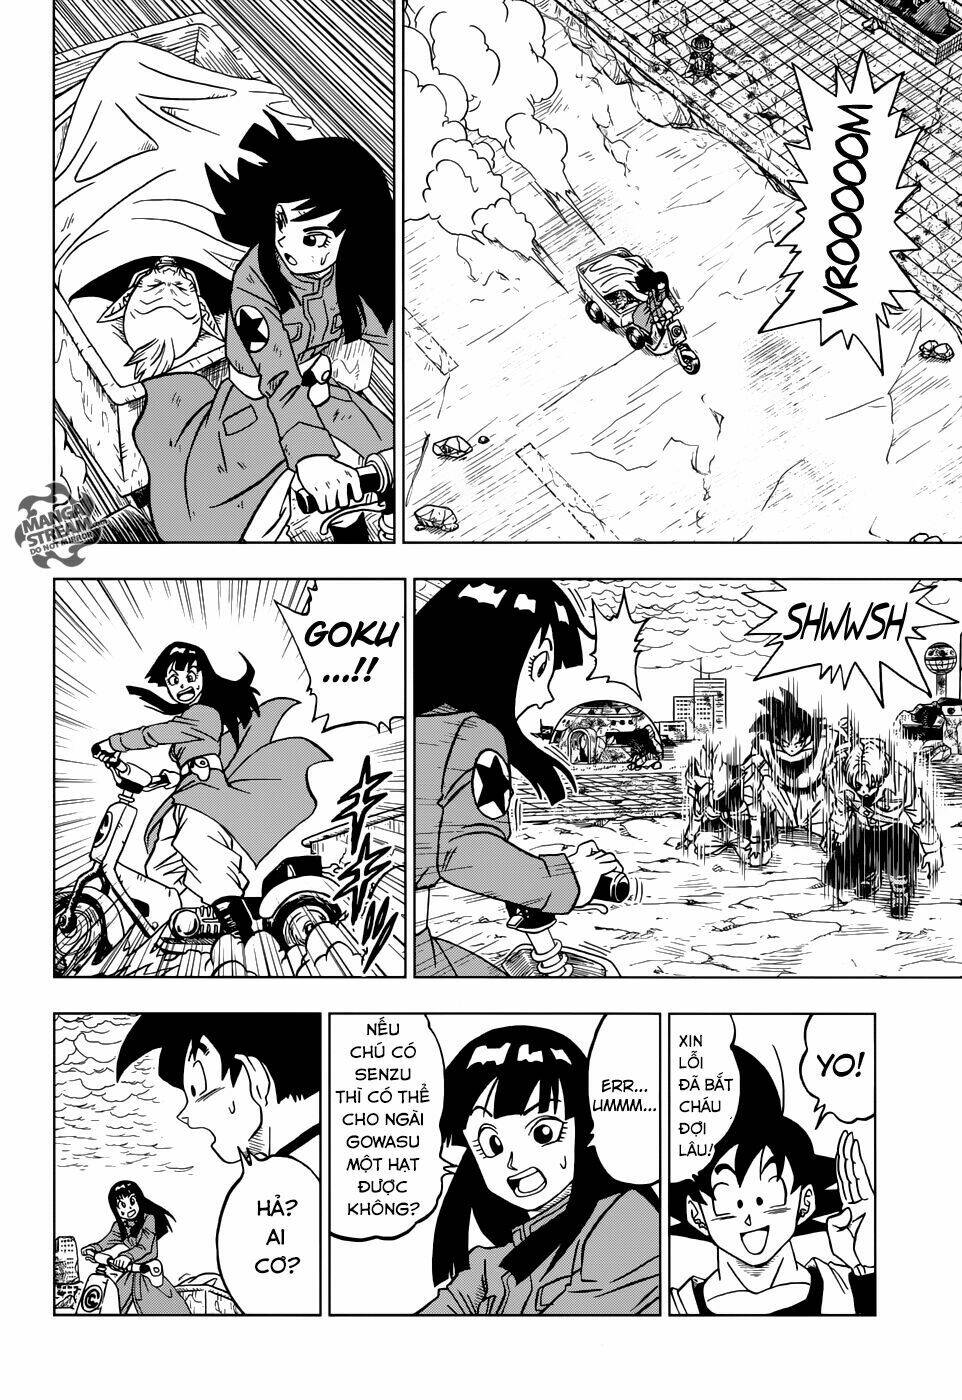 VROOOOOM
MANGA
STREAM
DO NOT MIRROR
GOKU
...!!
SHWWSH
YO!
XIN
LỖI
ĐÃ BẮT
CHÁU
ĐỢI
LÂU!
ERR...
UMMM...
NẾU
CHÚ CÓ
SENZU
THÌ CÓ THỂ
CHO NGÀI
GOWASU
MỘT HẠT
ĐƯỢC
KHÔNG?
HẢ?
AI
CƠ?